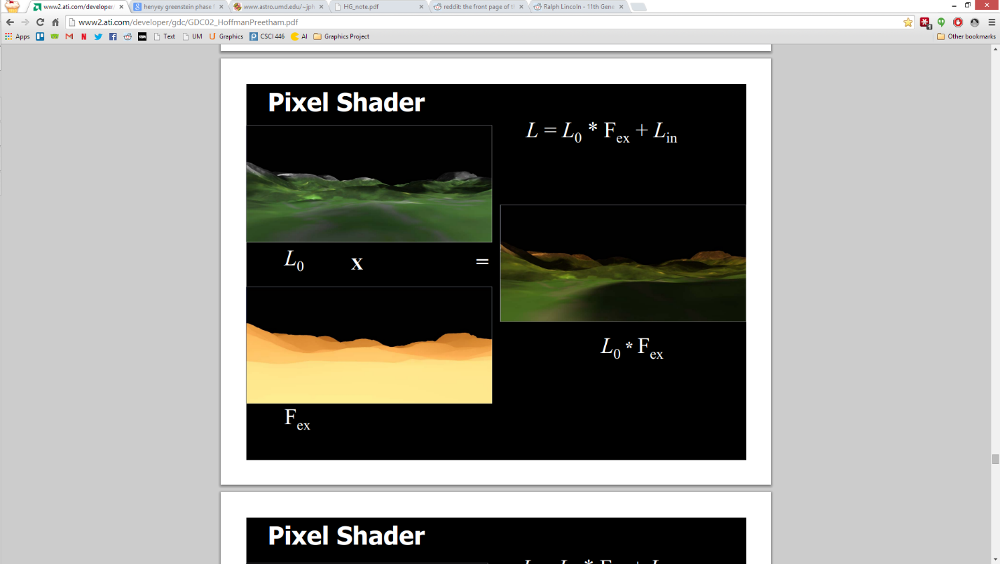 www2.ati.com/developer/
henyey greenstein phase f
www.astro.umd.edu/~jph
HG_note.pdf
reddit: the front page of th
Ralph Lincoln - 11th Gene
www2.ati.com/developer/gdc/GDC02_HoffmanPreetham.pdf
Apps
Text
UM
Graphics
CSCI 446
AI
Graphics Project
Other bookmarks
Pixel Shader
L = L0 * Fex + Lin
L0 x =
L0 * Fex
Fex
Pixel Shader